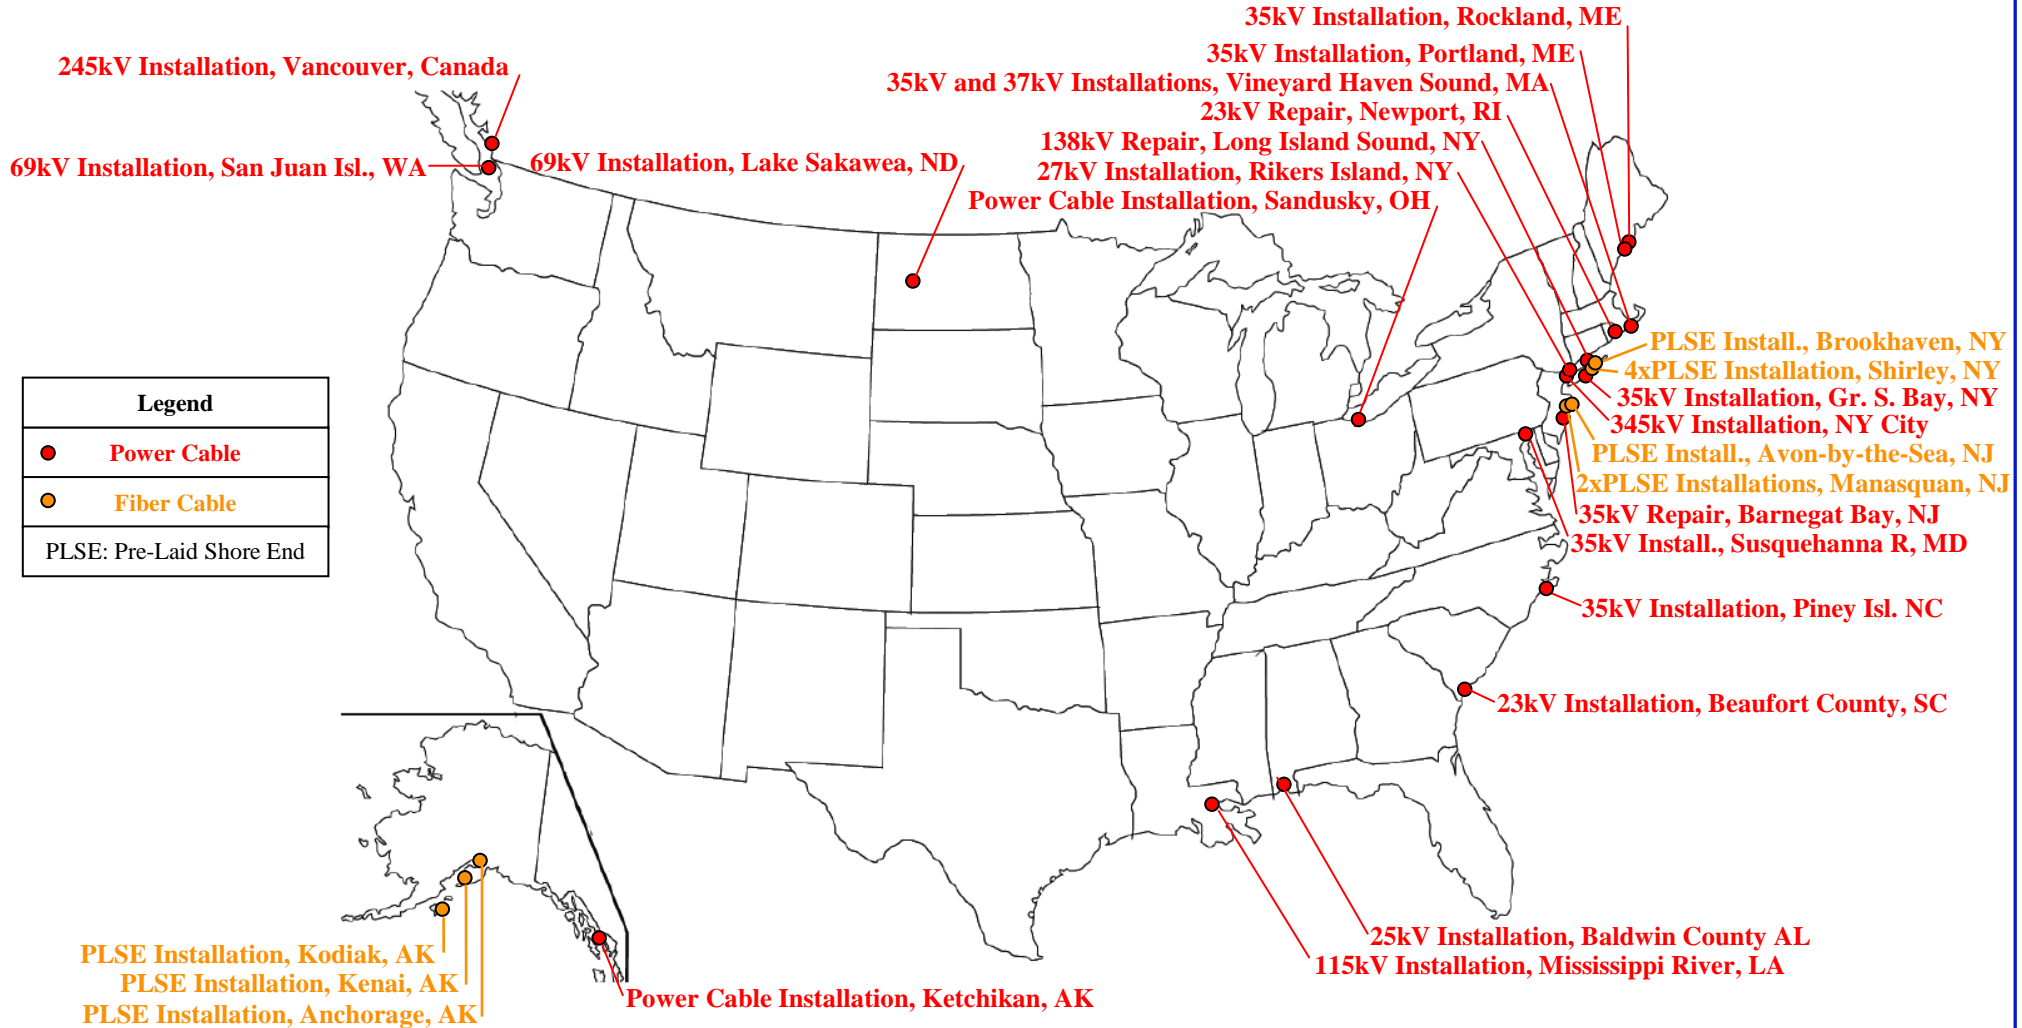 35kV Installation, Rockland, ME
35kV Installation, Portland, ME
245kV Installation, Vancouver, Canada
35kV and 37kV Installations, Vineyard Haven Sound, MA
23kV Repair, Newport, RI
138kV Repair, Long Island Sound, NY
69kV Installation, San Juan Isl., WA
69kV Installation, Lake Sakawea, ND
27kV Installation, Rikers Island, NY
Power Cable Installation, Sandusky, OH
PLSE Install., Brookhaven, NY
4xPLSE Installation, Shirley, NY
35kV Installation, Gr. S. Bay, NY
345kV Installation, NY City
PLSE Install., Avon-by-the-Sea, NJ
2xPLSE Installations, Manasquan, NJ
35kV Repair, Barnegat Bay, NJ
35kV Install., Susquehanna R, MD
Legend
Power Cable
Fiber Cable
PLSE: Pre-Laid Shore End
35kV Installation, Piney Isl. NC
23kV Installation, Beaufort County, SC
25kV Installation, Baldwin County AL
115kV Installation, Mississippi River, LA
PLSE Installation, Kodiak, AK
PLSE Installation, Kenai, AK
PLSE Installation, Anchorage, AK
Power Cable Installation, Ketchikan, AK